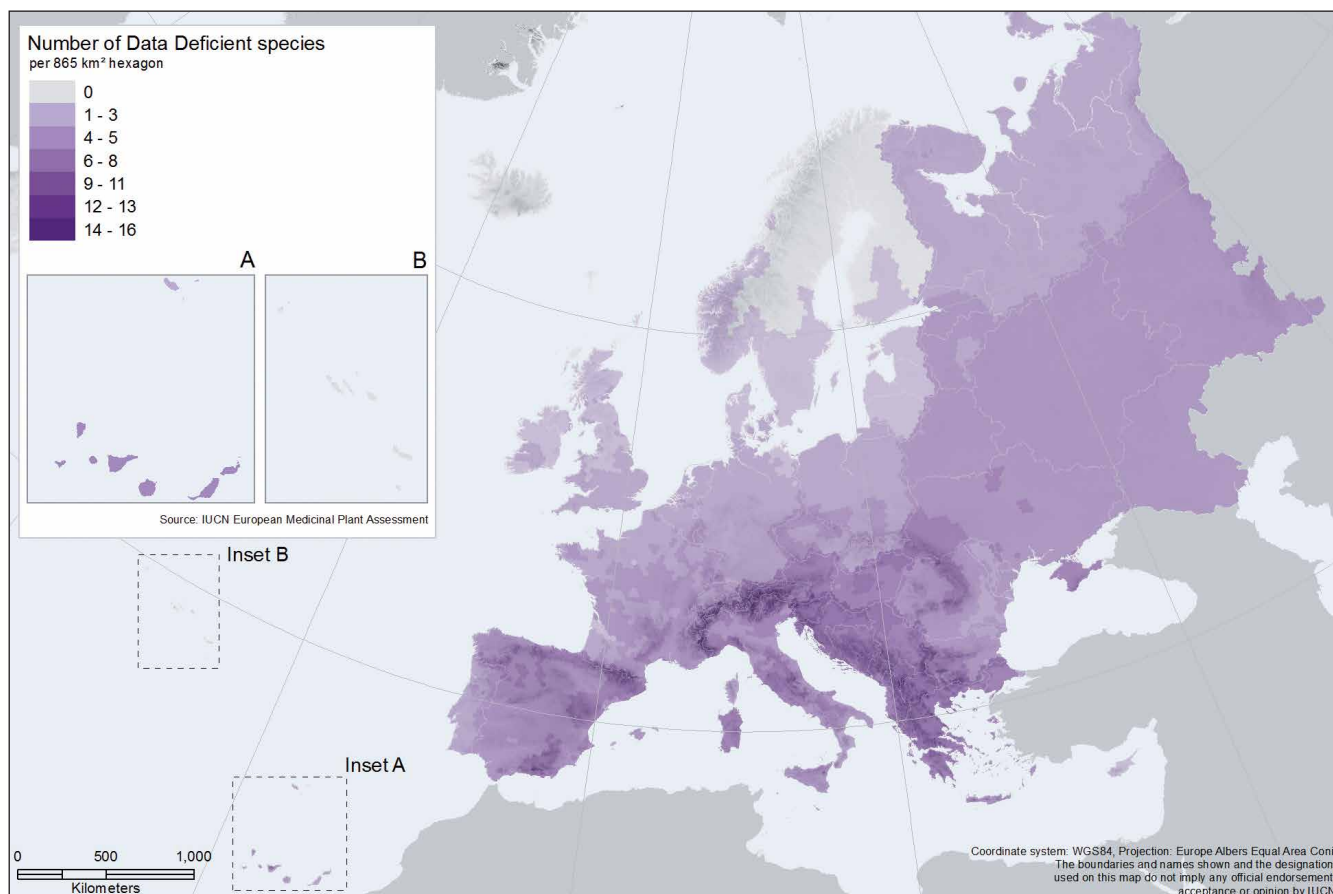 Number of Data Deficient species
per 865 km² hexagon
0
1 - 3
4 - 5
6 - 8
9 - 11
12 - 13
14 - 16
A
B
Source: IUCN European Medicinal Plant Assessment
Inset B
Inset A
0 500 1,000
Kilometers
Coordinate system: WGS84, Projection: Europe Albers Equal Area Coni
The boundaries and names shown and the designation
used on this map do not imply any official endorsement
acceptance or opinion by IUCN